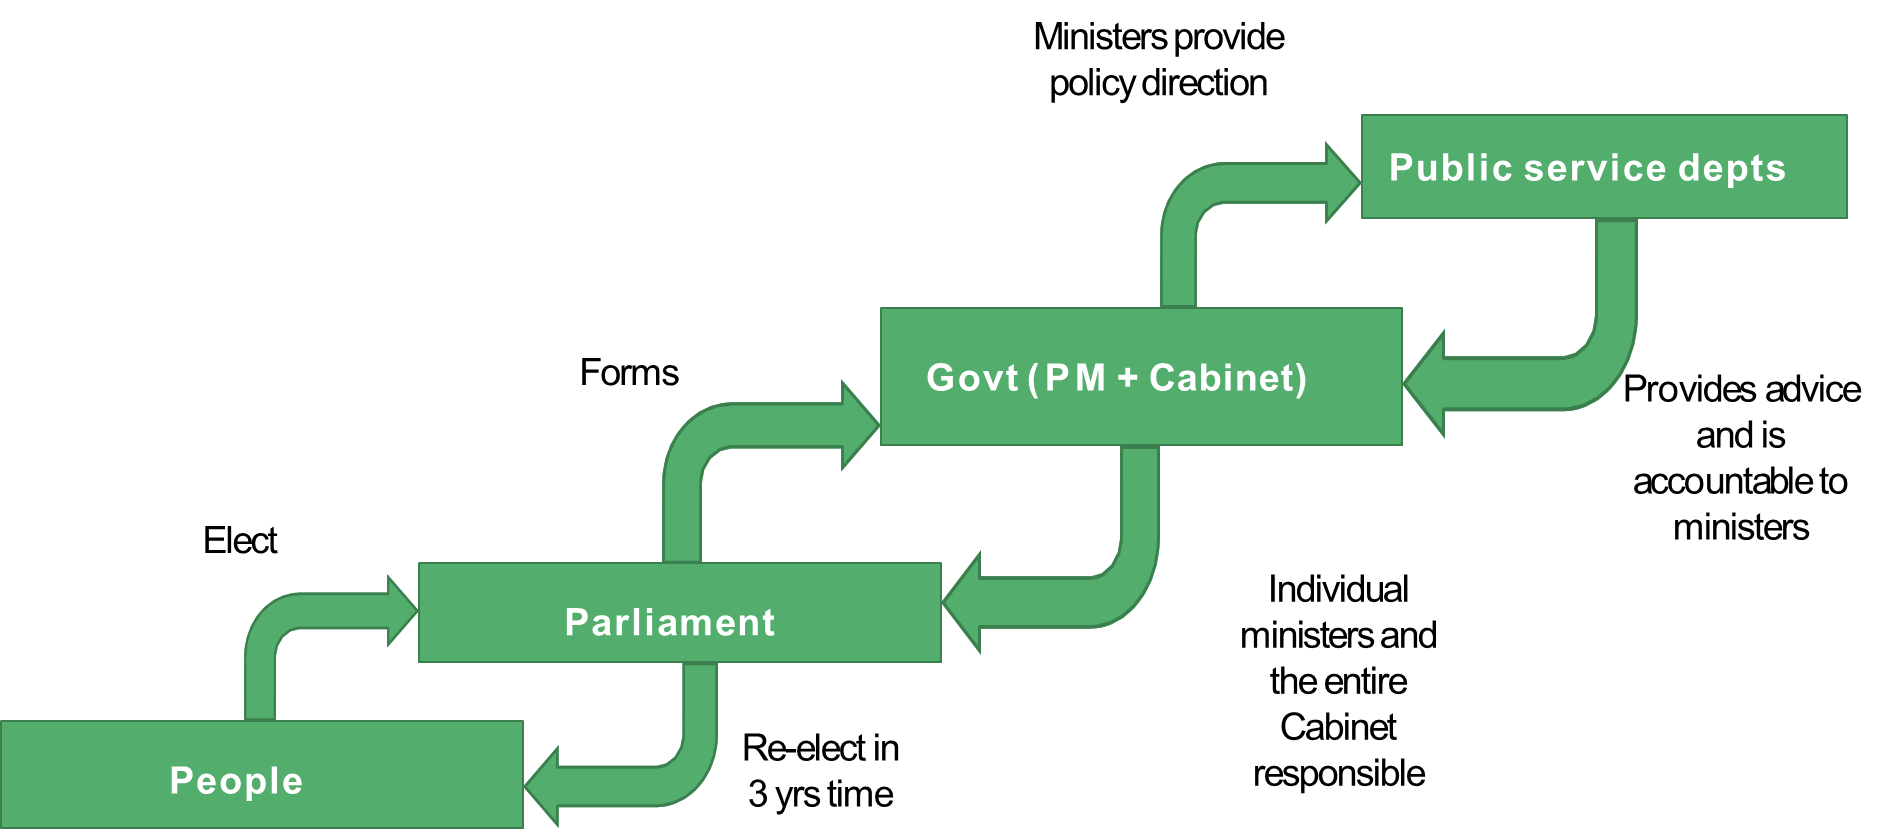 Ministers provide
policy direction
Public service depts
Forms
Govt (PM + Cabinet)
Provides advice
and is
accountable to
ministers
Elect
Parliament
Individual
ministers and
the entire
Cabinet
responsible
People
Re-elect in
3 yrs time